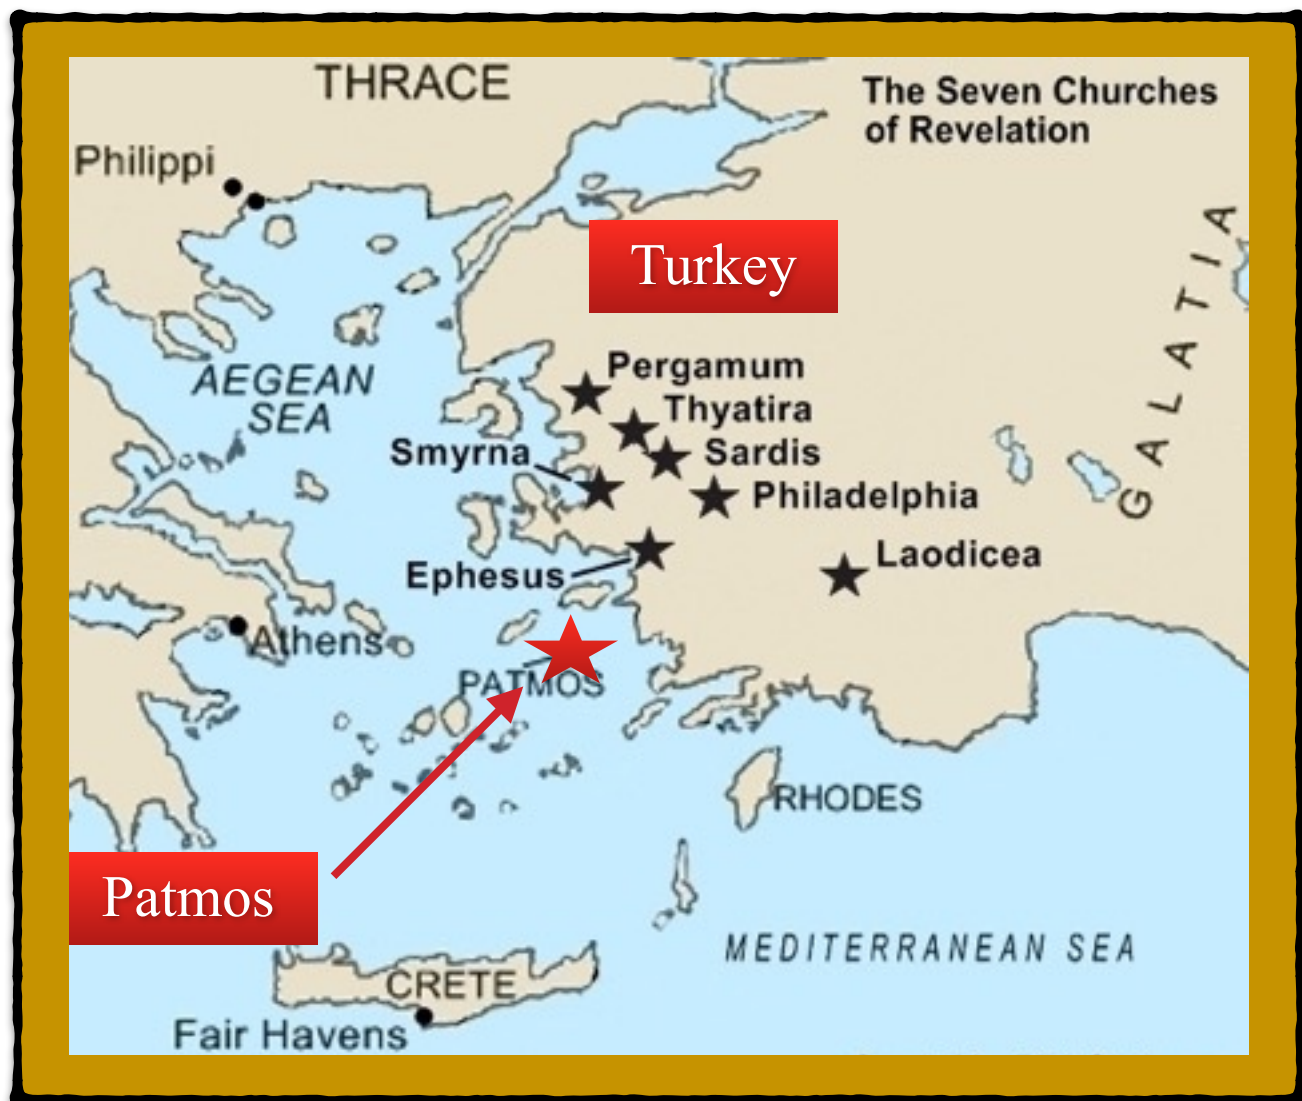 THRACE
The Seven Churches
of Revelation
Philippi
Turkey
GALATIA
AEGEAN
SEA
Pergamum
Thyatira
Smyrna
Sardis
Philadelphia
Ephesus
Laodicea
Athens
PATMOS
RHODES
Patmos
MEDITERRANEAN SEA
CRETE
Fair Havens